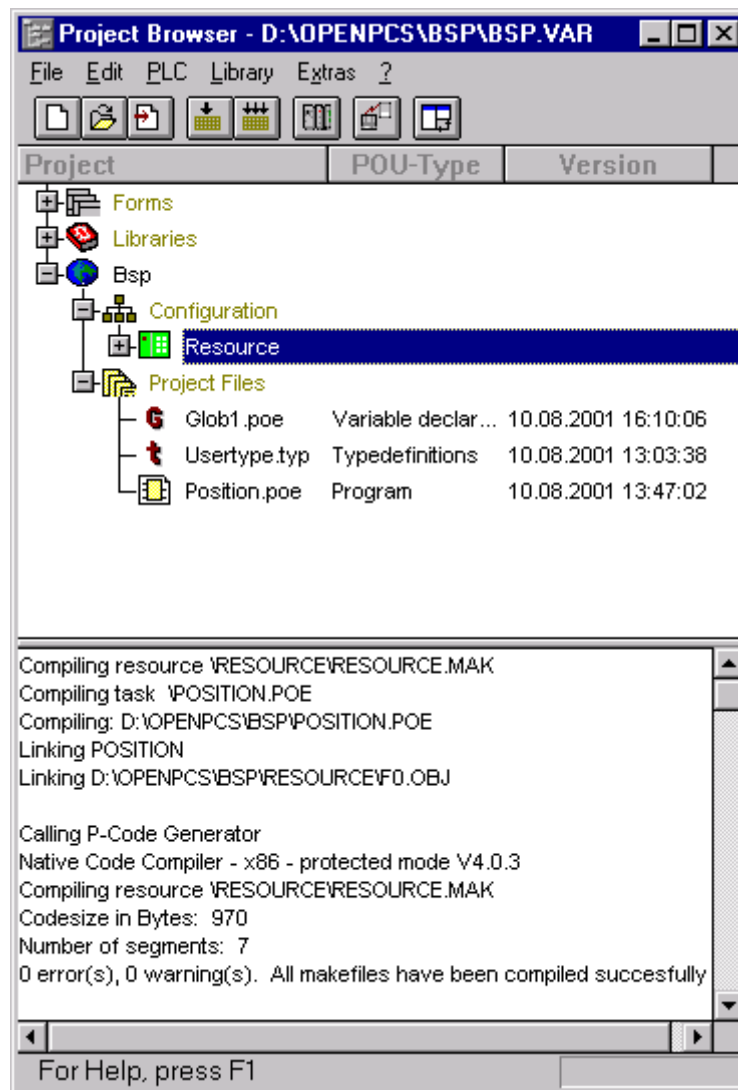 Project Browser - D:\OPENPCS\BSP\BSP.VAR
File Edit PLC Library Extras ?
Project POU-Type Version
Forms
Libraries
Bsp
Configuration
Resource
Project Files
G Glob1.poe Variable declar... 10.08.2001 16:10:06
t Usertype.typ Typedefinitions 10.08.2001 13:03:38
Position.poe Program 10.08.2001 13:47:02
Compiling resource \RESOURCE\RESOURCE.MAK
Compiling task \POSITION.POE
Compiling: D:\OPENPCS\BSP\POSITION.POE
Linking POSITION
Linking D:\OPENPCS\BSP\RESOURCE\F0.OBJ
Calling P-Code Generator
Native Code Compiler - x86 - protected mode V4.0.3
Compiling resource \RESOURCE\RESOURCE.MAK
Codesize in Bytes: 970
Number of segments: 7
0 error(s), 0 warning(s). All makefiles have been compiled succesfully
For Help, press F1